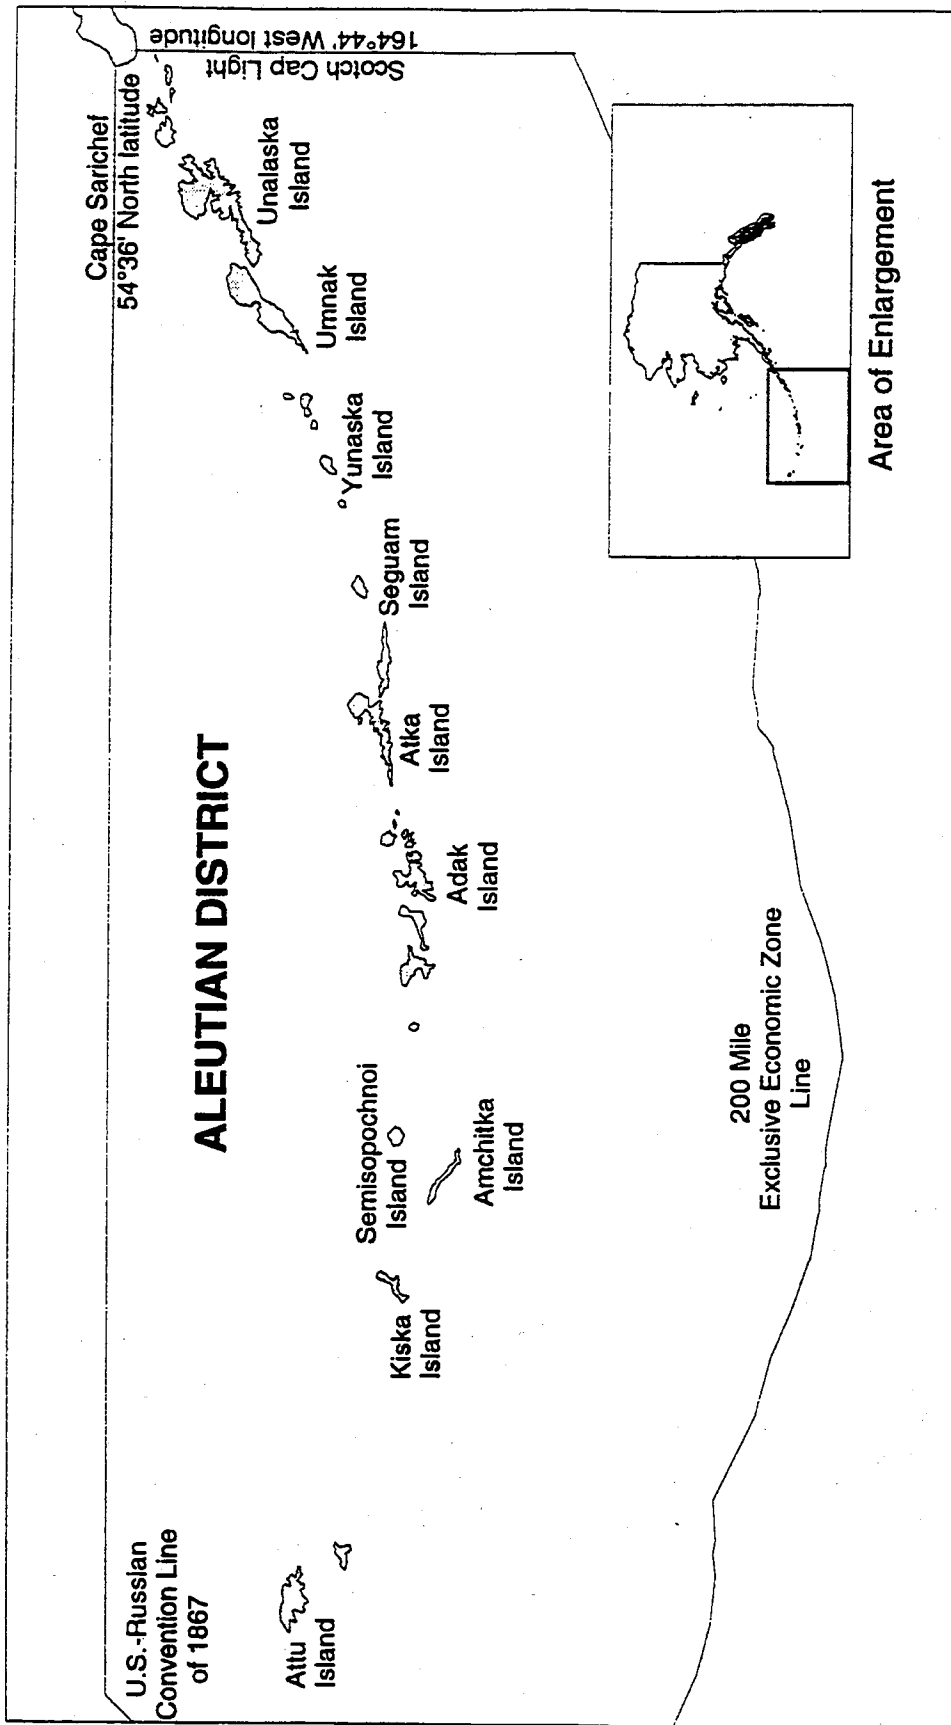 ALEUTIAN DISTRICT
U.S.-Russian
Convention Line
of 1867
Attu
Island
Kiska
Island
Semisopochnoi
Island
Amchitka
Island
Adak
Island
Atka
Island
Seguam
Island
Yunaska
Island
Umnak
Island
Unalaska
Island
Cape Sarichef
54°36' North latitude
Scotch Cap Light
164°44' West longitude
200 Mile
Exclusive Economic Zone
Line
Area of Enlargement